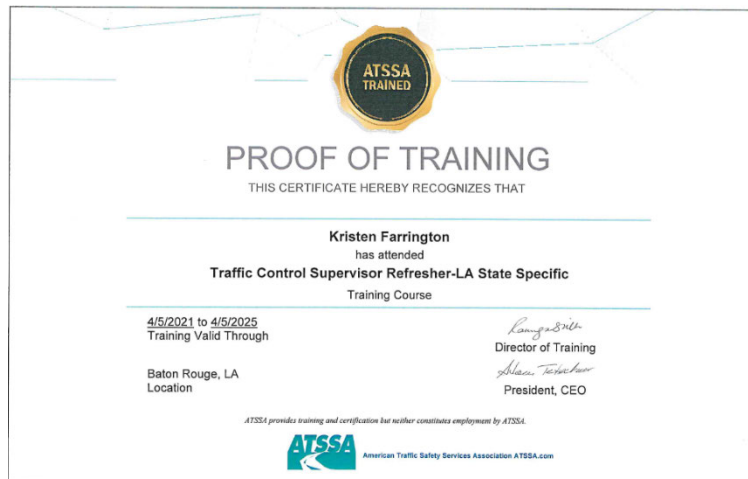 ATSSA
TRAINED
PROOF OF TRAINING
THIS CERTIFICATE HEREBY RECOGNIZES THAT
Kristen Farrington
has attended
Traffic Control Supervisor Refresher-LA State Specific
Training Course
4/5/2021 to 4/5/2025
Training Valid Through
Director of Training
Baton Rouge, LA
Location
President, CEO
ATSSA provides training and certification but neither constitutes employment by ATSSA.
ATSSA
American Traffic Safety Services Association ATSSA.com